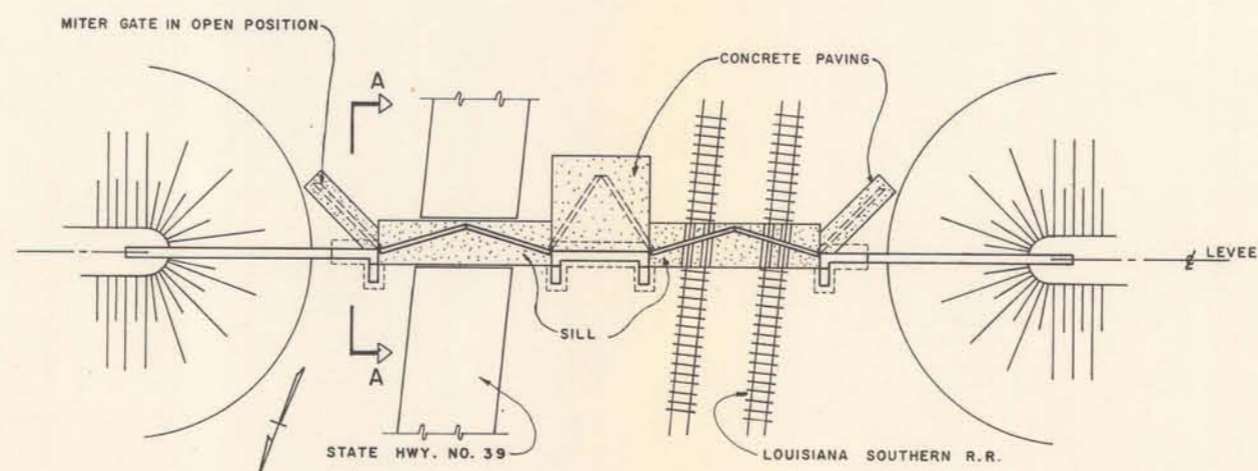 MITER GATE IN OPEN POSITION
CONCRETE PAVING
A
LEVEE
SILL
A
STATE HWY. NO. 39
LOUISIANA SOUTHERN R.R.